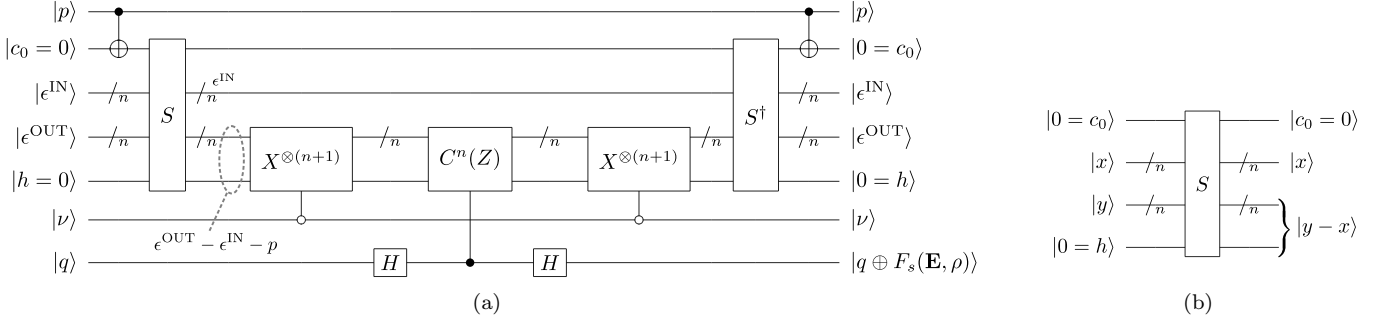 |p⟩ |p⟩
|c₀ = 0⟩ |0 = c₀⟩
|ϵ^IN⟩ /n S /n ϵ^IN S† /n |ϵ^IN⟩
|ϵ^OUT⟩ /n /n X^⊗(n+1) /n C^n(Z) /n X^⊗(n+1) /n /n |ϵ^OUT⟩
|h = 0⟩ |0 = h⟩
|ν⟩ |ν⟩
ϵ^OUT − ϵ^IN − p
|q⟩ H H |q ⊕ F_s(𝐄, ρ)⟩
(a)
|0 = c₀⟩ |c₀ = 0⟩
|x⟩ /n S /n |x⟩
|y⟩ /n /n |y − x⟩
|0 = h⟩
(b)